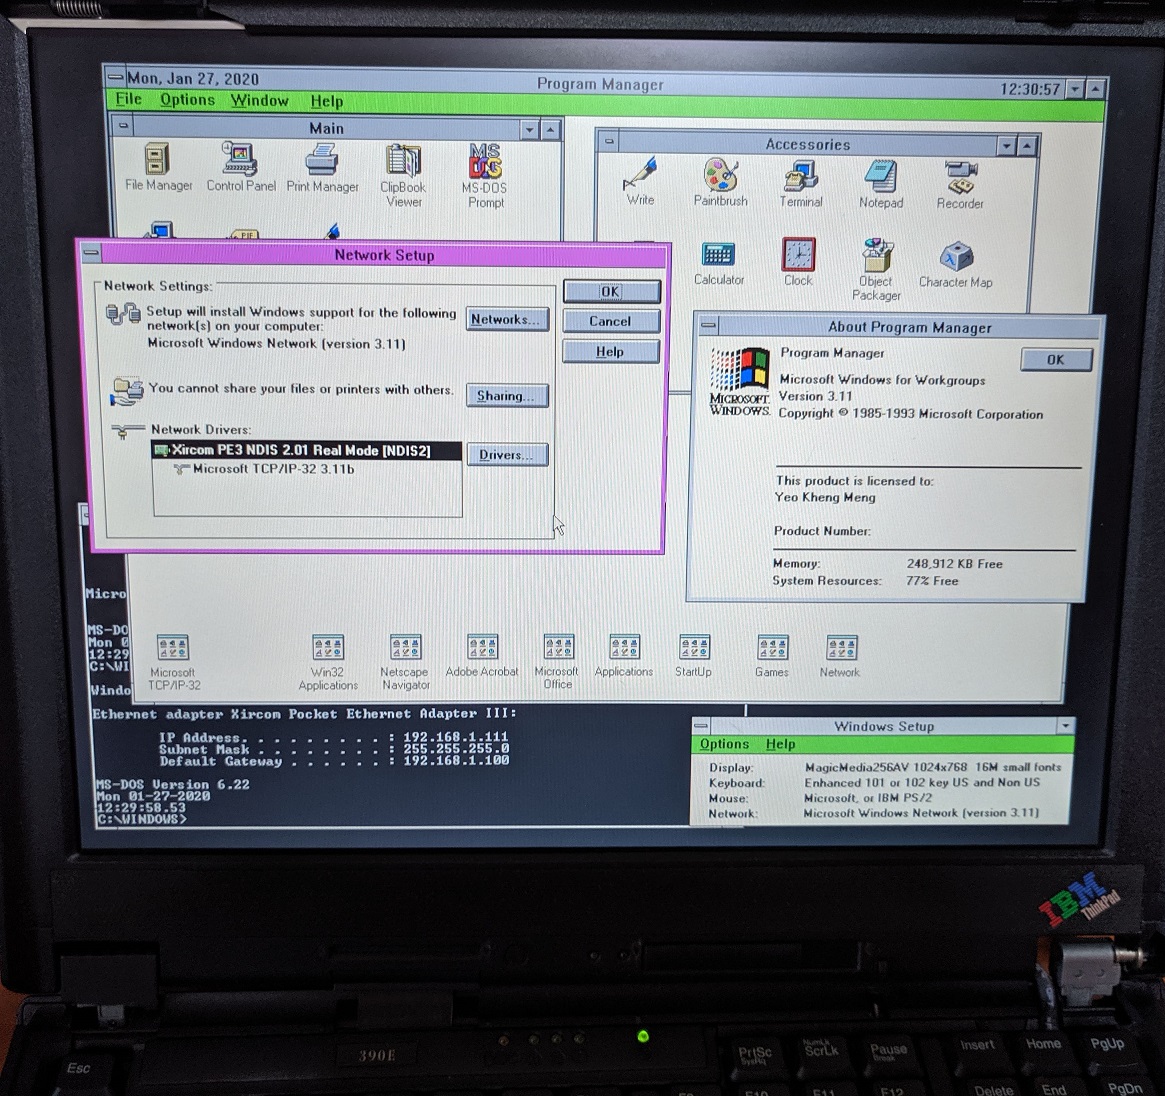 Mon, Jan 27, 2020
Program Manager
12:30:57
File Options Window Help
Main
File Manager
Control Panel
Print Manager
ClipBook
Viewer
MS
DOS
MS-DOS
Prompt
PIF
Accessories
Write
Paintbrush
Terminal
Notepad
Recorder
Calculator
Clock
Object
Packager
Character Map
Network Setup
Network Settings:
Setup will install Windows support for the following
network(s) on your computer:
Microsoft Windows Network (version 3.11)
You cannot share your files or printers with others.
Network Drivers:
Xircom PE3 NDIS 2.01 Real Mode [NDIS2]
Microsoft TCP/IP-32 3.11b
Networks...
Sharing...
Drivers...
OK
Cancel
Help
About Program Manager
MICROSOFT.
WINDOWS.
Program Manager
OK
Microsoft Windows for Workgroups
Version 3.11
Copyright © 1985-1993 Microsoft Corporation
This product is licensed to:
Yeo Kheng Meng
Product Number:
Memory: 248,912 KB Free
System Resources: 77% Free
Micro
MS-DO
Mon 0
12:29
C:\WI
Windo
Microsoft
TCP/IP-32
Win32
Applications
Netscape
Navigator
Adobe Acrobat
Microsoft
Office
Applications
StartUp
Games
Network
Ethernet adapter Xircom Pocket Ethernet Adapter III:
IP Address. . . . . . . . . : 192.168.1.111
Subnet Mask . . . . . . . . : 255.255.255.0
Default Gateway . . . . . . : 192.168.1.100
MS-DOS Version 6.22
Mon 01-27-2020
12:29:58.53
C:\WINDOWS>
Windows Setup
Options Help
Display: MagicMedia256AV 1024x768 16M small fonts
Keyboard: Enhanced 101 or 102 key US and Non US
Mouse: Microsoft, or IBM PS/2
Network: Microsoft Windows Network (version 3.11)
IBM
ThinkPad
390E
Esc
PrtSc
SysRq
NumLk
ScrLk
Pause
Break
Insert
Home
PgUp
F10
F11
F12
Delete
End
PgDn